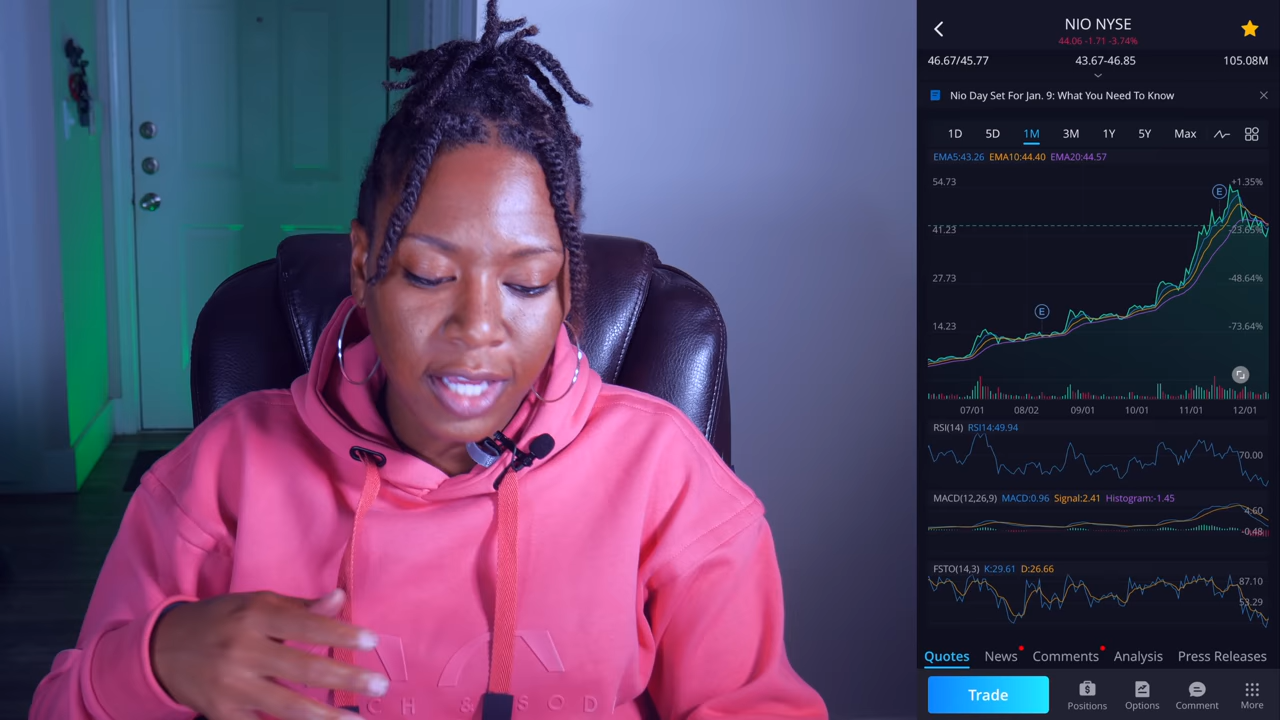 NIO NYSE
44.06 -1.71 -3.74%
46.67/45.77 43.67-46.85 105.08M
Nio Day Set For Jan. 9: What You Need To Know
1D 5D 1M 3M 1Y 5Y Max
EMA5:43.26 EMA10:44.40 EMA20:44.57
54.73 +1.35%
E
41.23 -23.65%
27.73 -48.64%
E
14.23 -73.64%
07/01 08/02 09/01 10/01 11/01 12/01
RSI(14) RSI14:49.94
70.00
MACD(12,26,9) MACD:0.96 Signal:2.41 Histogram:-1.45
4.60
-0.48
FSTO(14,3) K:29.61 D:26.66
87.10
53.29
CH & SOD
Quotes News Comments Analysis Press Releases
Trade Positions Options Comment More